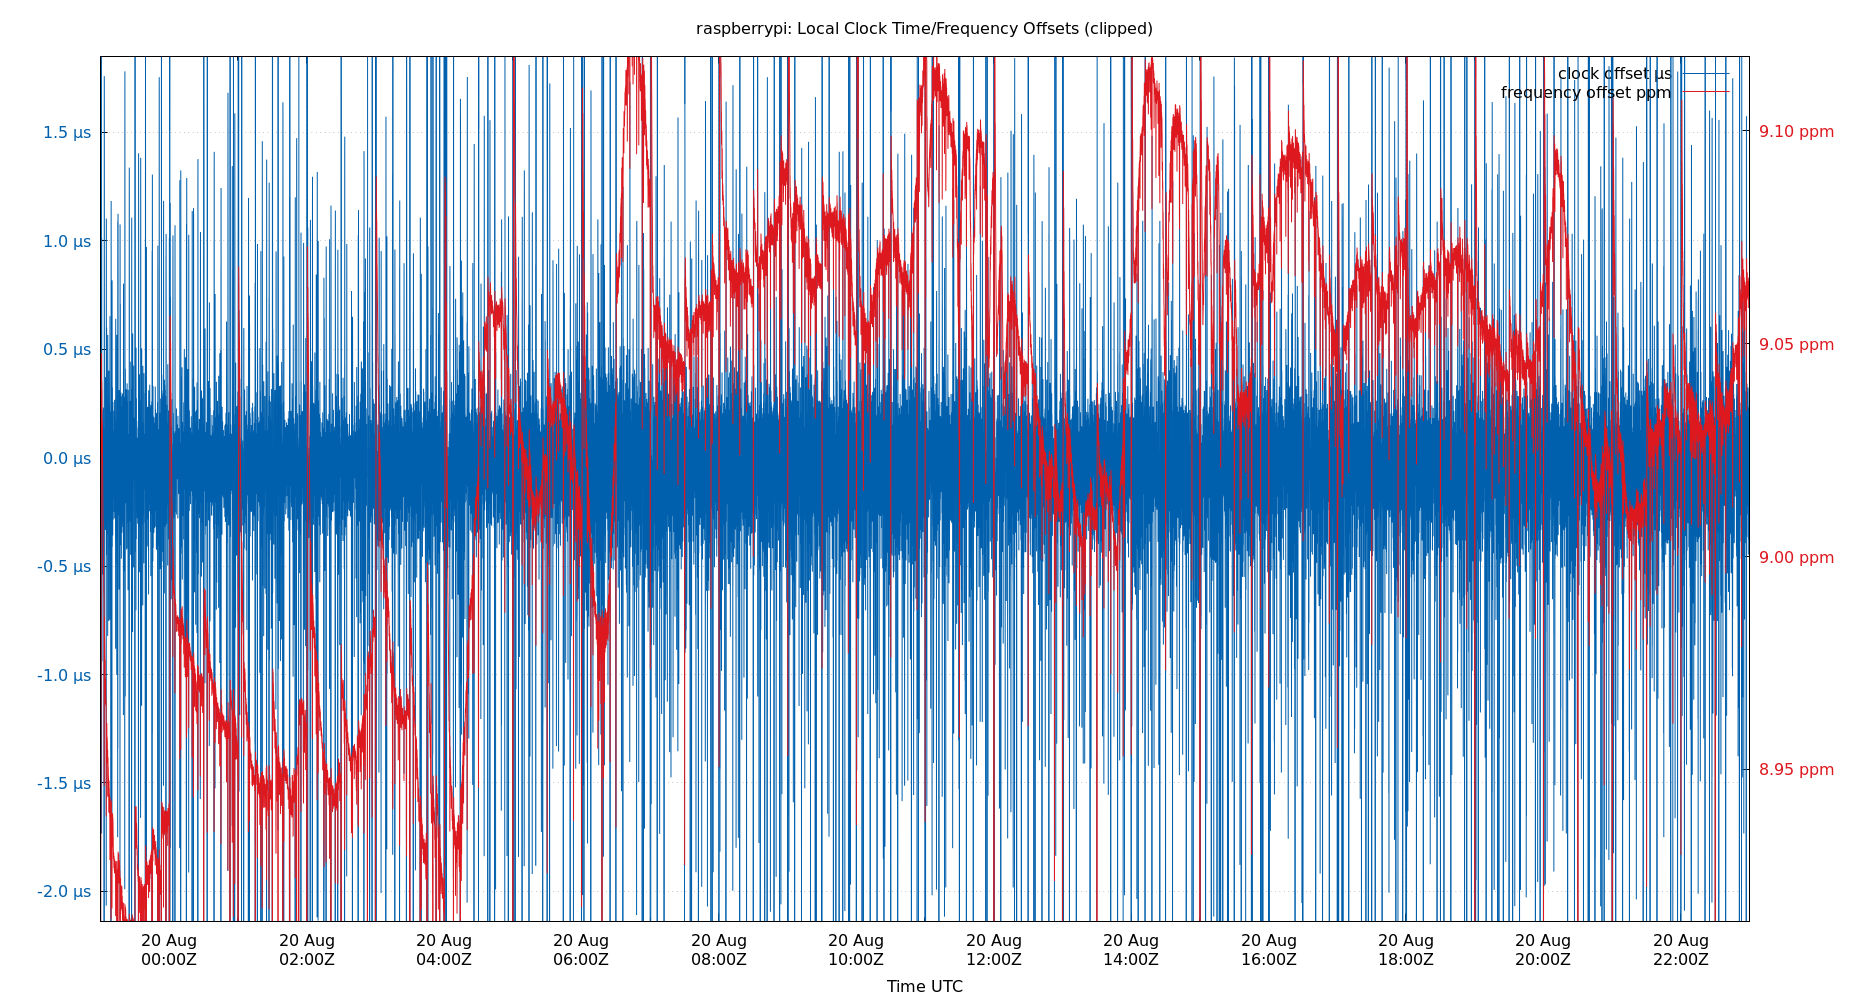 raspberrypi: Local Clock Time/Frequency Offsets (clipped)
clock offset µs
frequency offset ppm
1.5 µs
1.0 µs
0.5 µs
0.0 µs
-0.5 µs
-1.0 µs
-1.5 µs
-2.0 µs
9.10 ppm
9.05 ppm
9.00 ppm
8.95 ppm
20 Aug 20 Aug 20 Aug 20 Aug 20 Aug 20 Aug 20 Aug 20 Aug 20 Aug 20 Aug 20 Aug 20 Aug
00:00Z 02:00Z 04:00Z 06:00Z 08:00Z 10:00Z 12:00Z 14:00Z 16:00Z 18:00Z 20:00Z 22:00Z
Time UTC